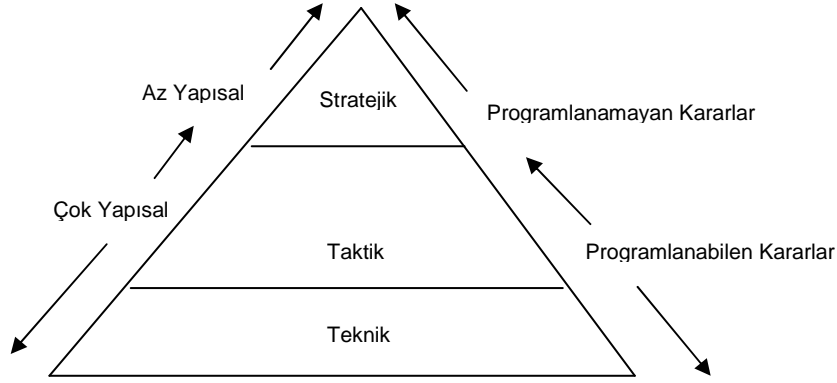 Az Yapısal
Stratejik
Programlanamayan Kararlar
Çok Yapısal
Taktik
Programlanabilen Kararlar
Teknik